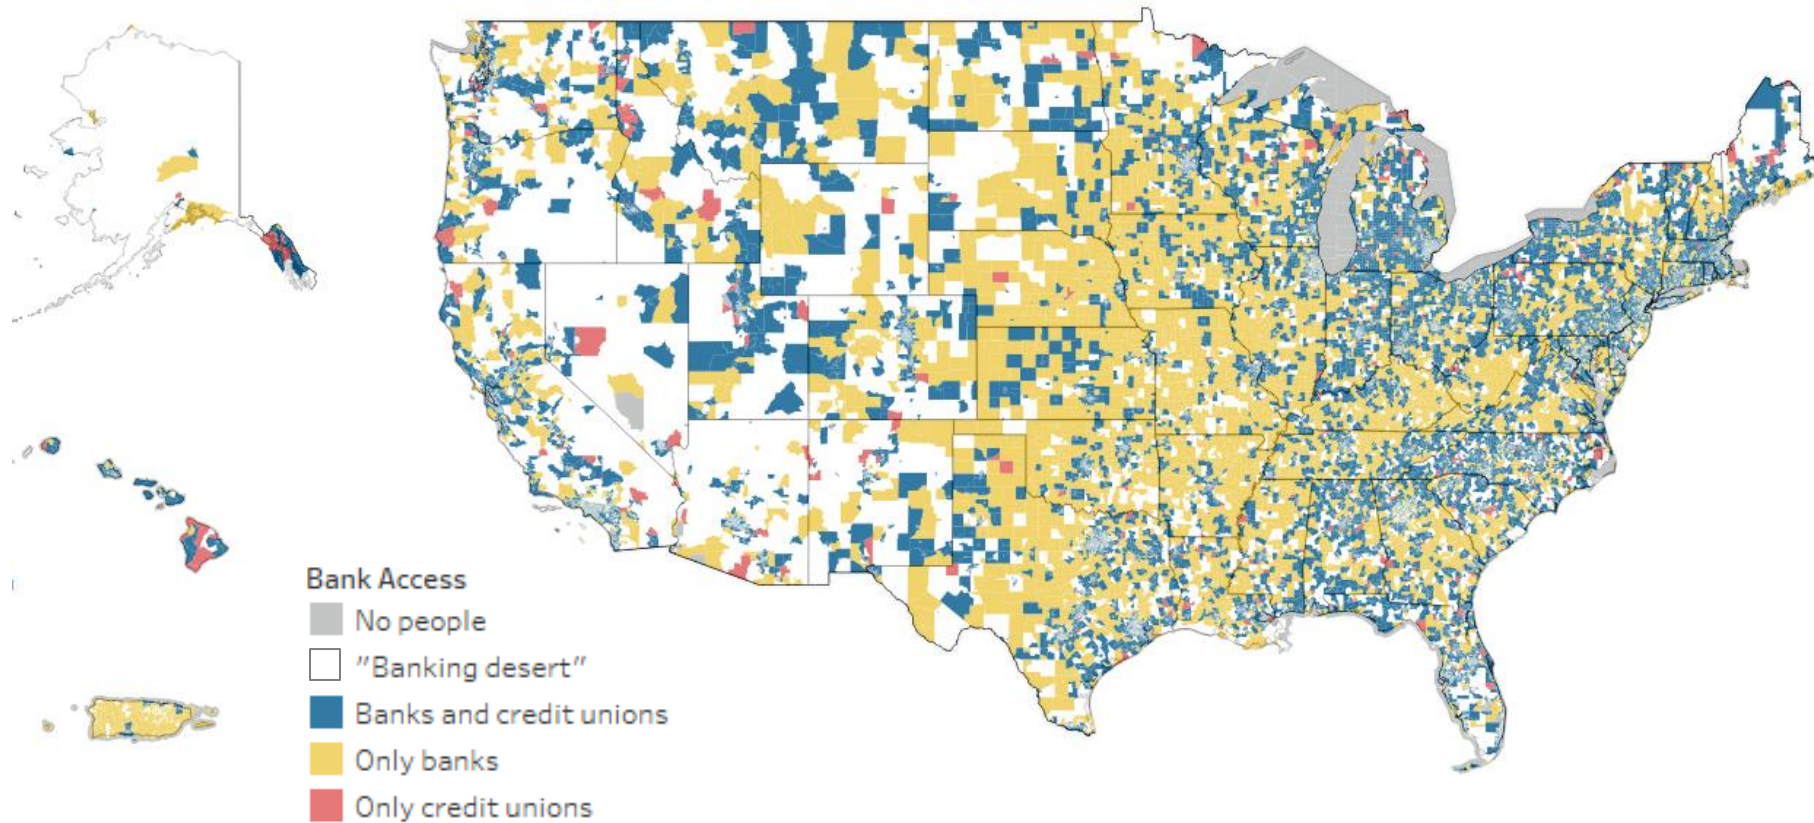 Bank Access
No people
"Banking desert"
Banks and credit unions
Only banks
Only credit unions